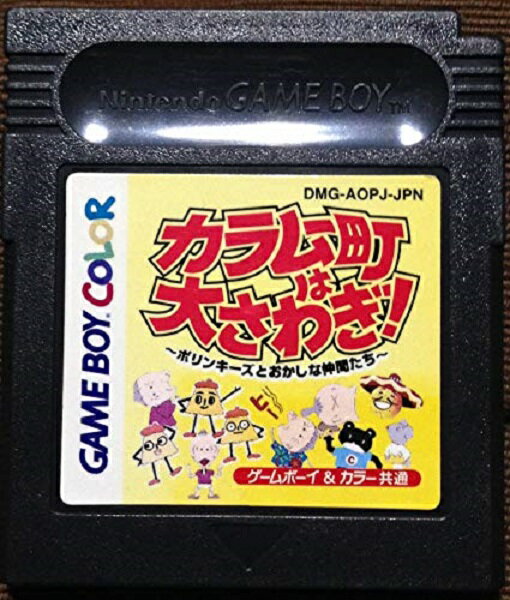 Nintendo GAME BOY™
DMG-AOPJ-JPN
カラムー町
は
大さわぎ!
～ポリンキーズとおかしな仲間たち～
ゲームボーイ&カラー共通
GAME BOY COLOR
C